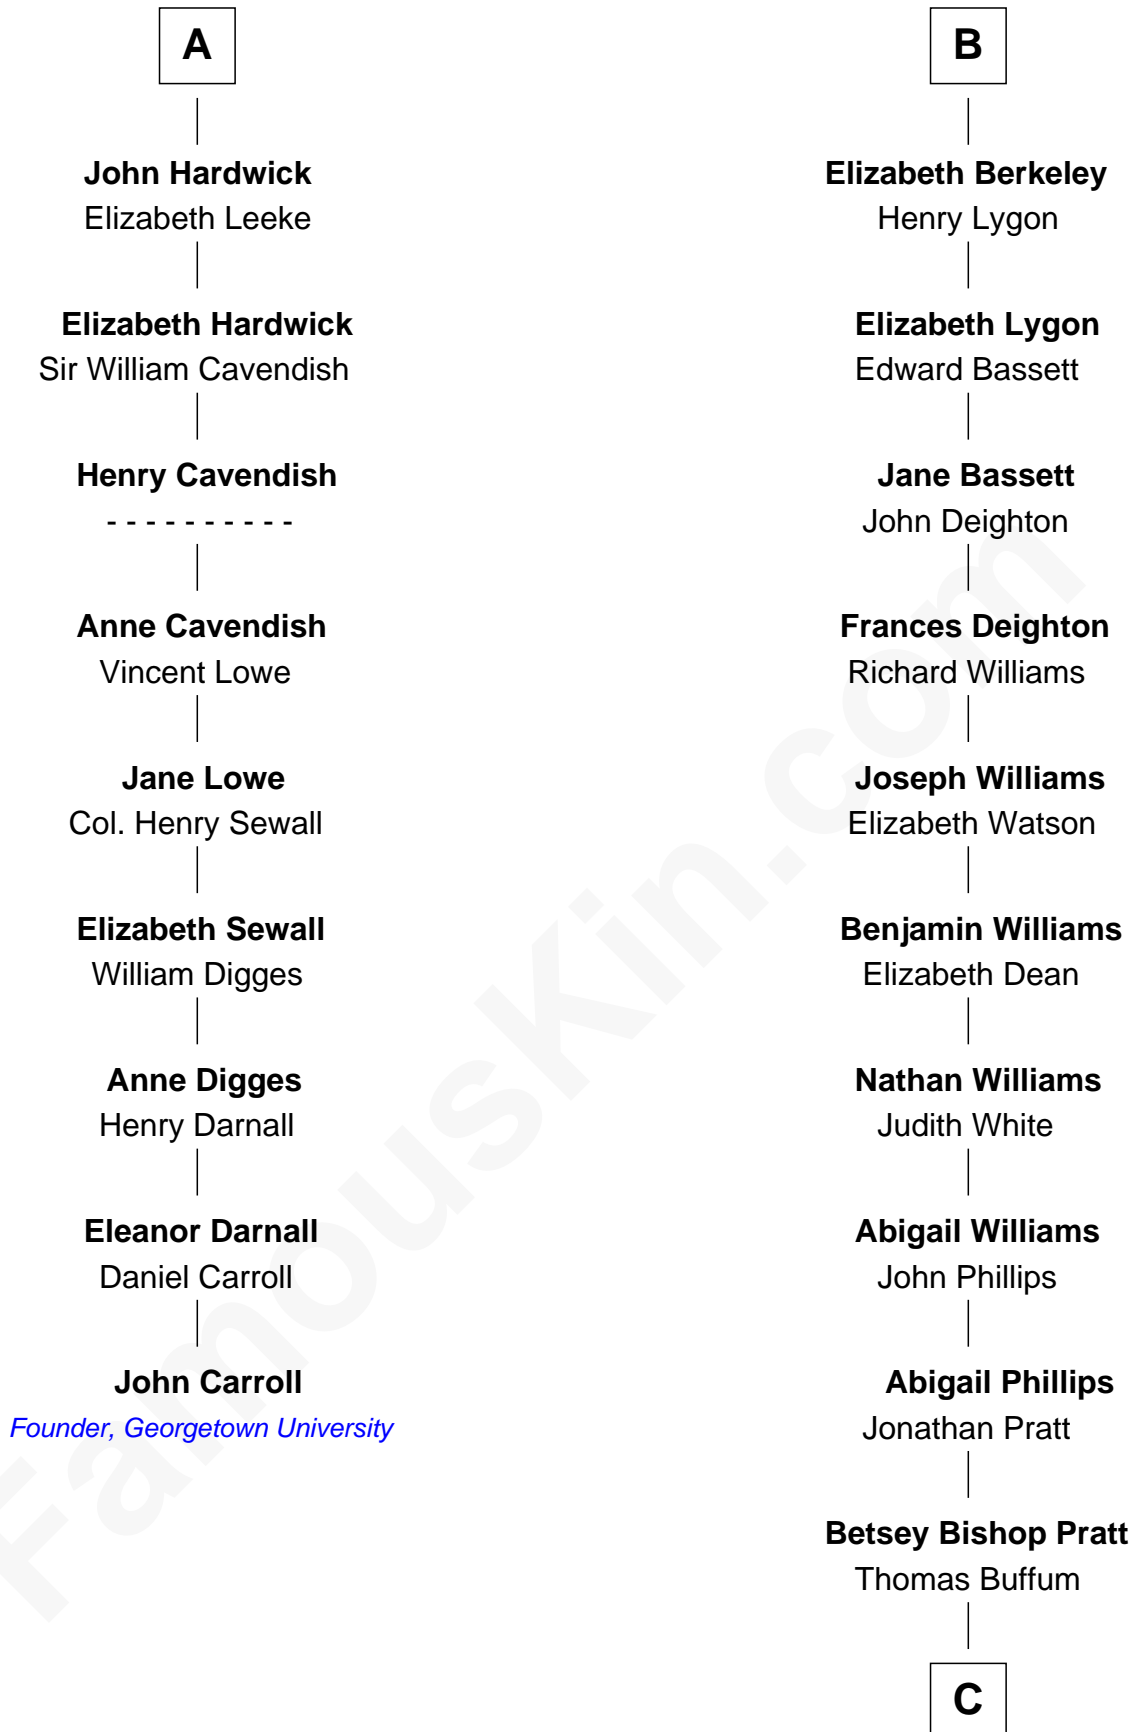 A
John Hardwick
Elizabeth Leeke
Elizabeth Hardwick
Sir William Cavendish
Henry Cavendish
- - - - - - - - - -
Anne Cavendish
Vincent Lowe
Jane Lowe
Col. Henry Sewall
Elizabeth Sewall
William Digges
Anne Digges
Henry Darnall
Eleanor Darnall
Daniel Carroll
John Carroll
Founder, Georgetown University
B
Elizabeth Berkeley
Henry Lygon
Elizabeth Lygon
Edward Bassett
Jane Bassett
John Deighton
Frances Deighton
Richard Williams
Joseph Williams
Elizabeth Watson
Benjamin Williams
Elizabeth Dean
Nathan Williams
Judith White
Abigail Williams
John Phillips
Abigail Phillips
Jonathan Pratt
Betsey Bishop Pratt
Thomas Buffum
C
FamousKin.com